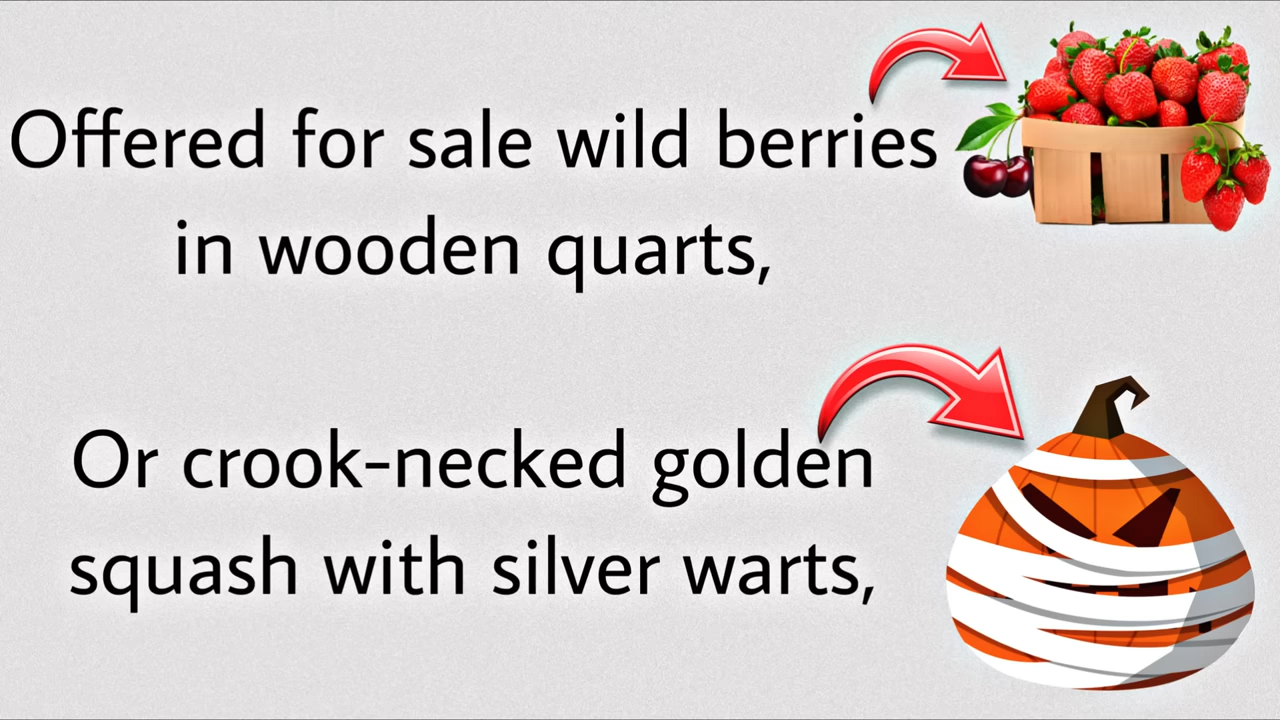 Offered for sale wild berries
in wooden quarts,
Or crook-necked golden
squash with silver warts,